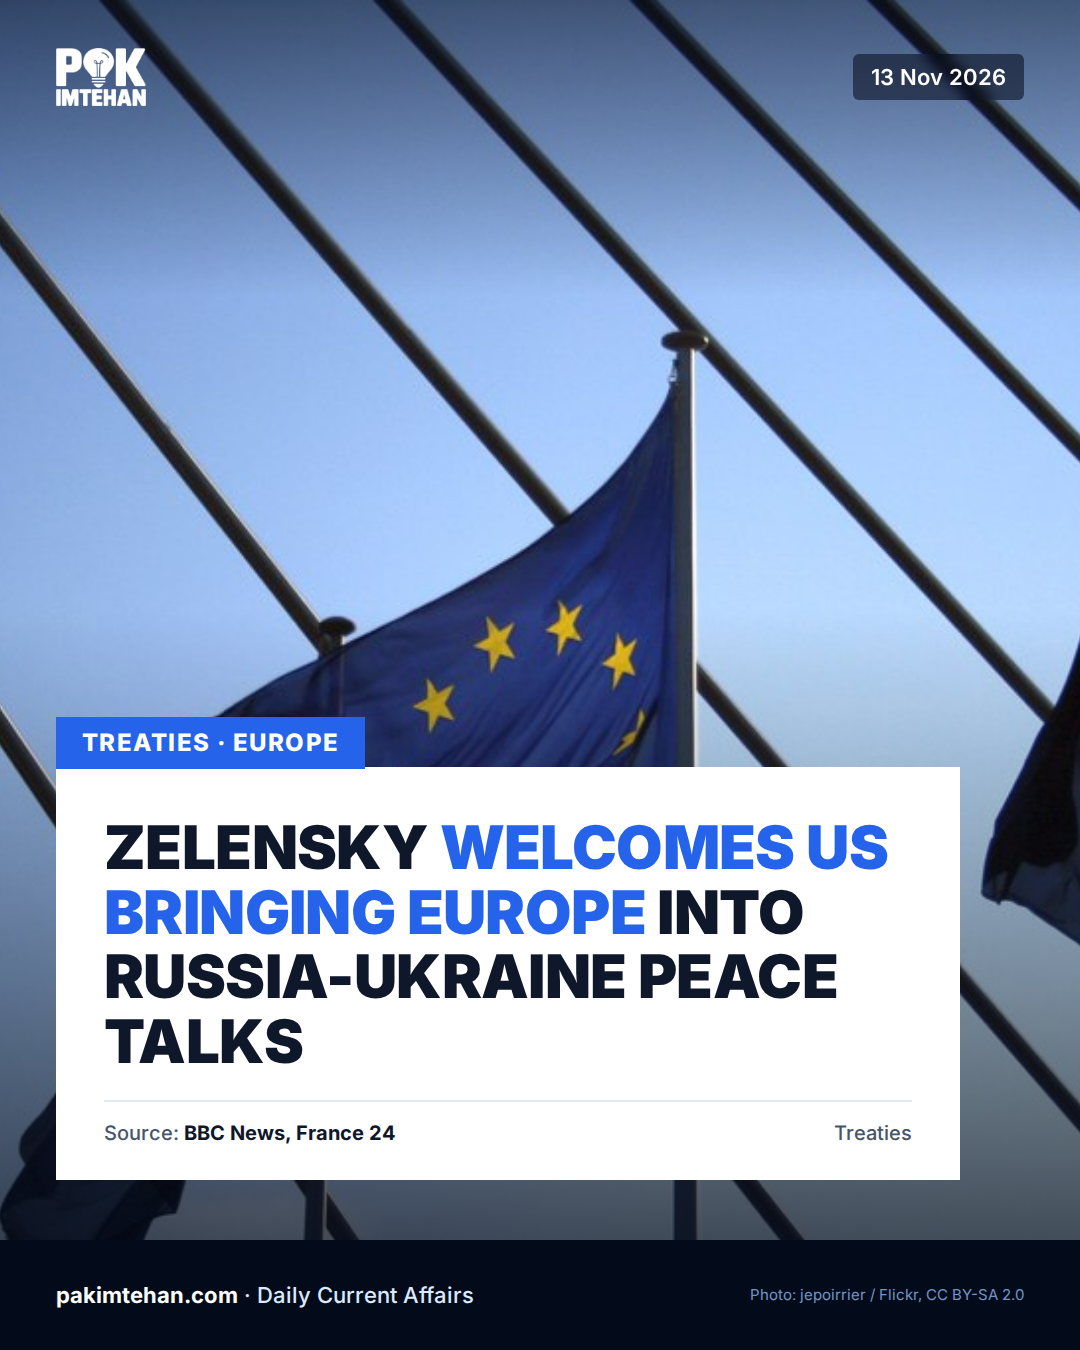 PAK
IMTEHAN
13 Nov 2026
TREATIES · EUROPE
ZELENSKY WELCOMES US
BRINGING EUROPE INTO
RUSSIA-UKRAINE PEACE
TALKS
Source: BBC News, France 24
Treaties
pakimtehan.com · Daily Current Affairs
Photo: jepoirrier / Flickr, CC BY-SA 2.0